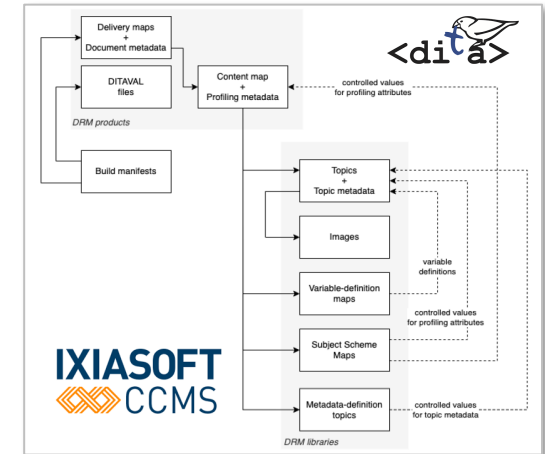 Delivery maps
+
Document metadata
<dita>
DITAVAL
files
Content map
+
Profiling metadata
controlled values
for profiling attributes
DRM products
Build manifests
Topics
+
Topic metadata
Images
variable
definitions
Variable-definition
maps
controlled values
for profiling attributes
Subject Scheme
Maps
IXIASOFT
CCMS
Metadata-definition
topics
controlled values
for topic metadata
DRM libraries